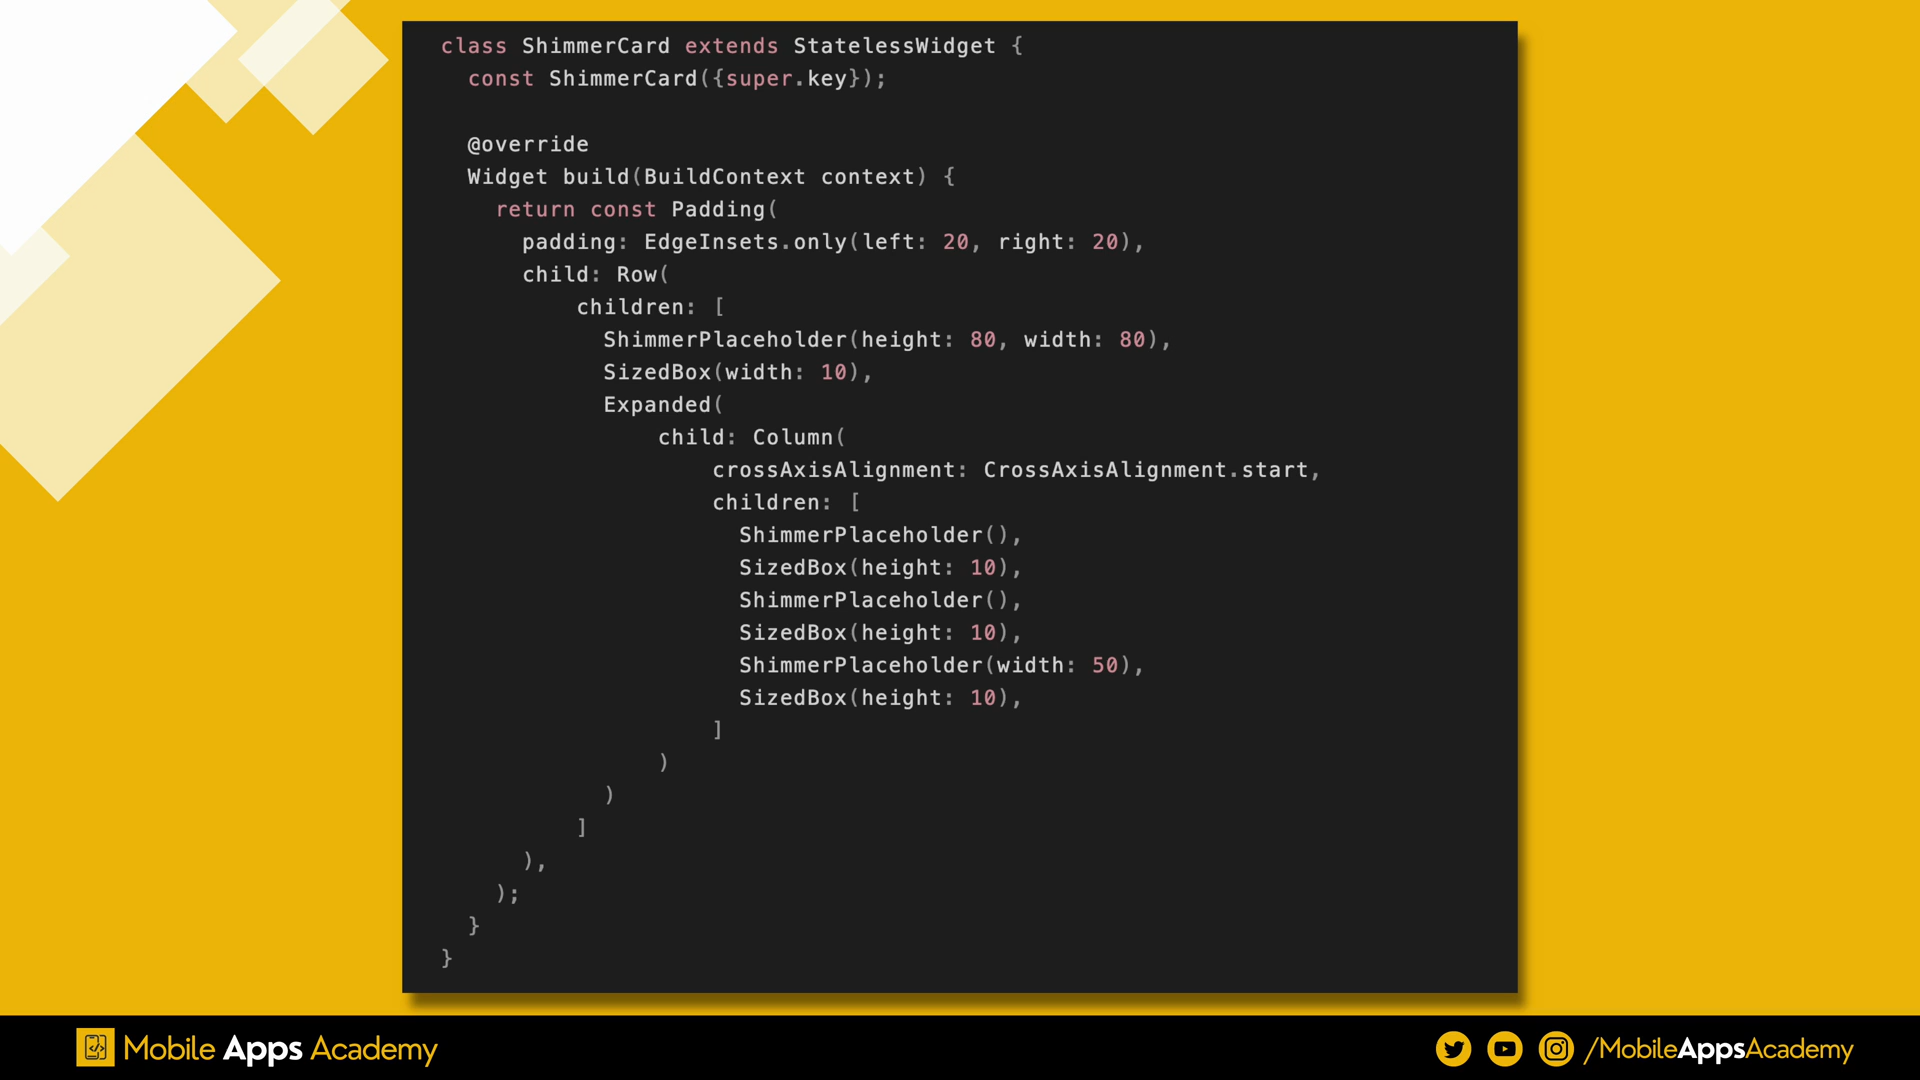 class ShimmerCard extends StatelessWidget {
  const ShimmerCard({super.key});

  @override
  Widget build(BuildContext context) {
    return const Padding(
      padding: EdgeInsets.only(left: 20, right: 20),
      child: Row(
          children: [
            ShimmerPlaceholder(height: 80, width: 80),
            SizedBox(width: 10),
            Expanded(
                child: Column(
                    crossAxisAlignment: CrossAxisAlignment.start,
                    children: [
                      ShimmerPlaceholder(),
                      SizedBox(height: 10),
                      ShimmerPlaceholder(),
                      SizedBox(height: 10),
                      ShimmerPlaceholder(width: 50),
                      SizedBox(height: 10),
                    ]
                )
            )
          ]
      ),
    );
  }
}
Mobile Apps Academy
/MobileAppsAcademy